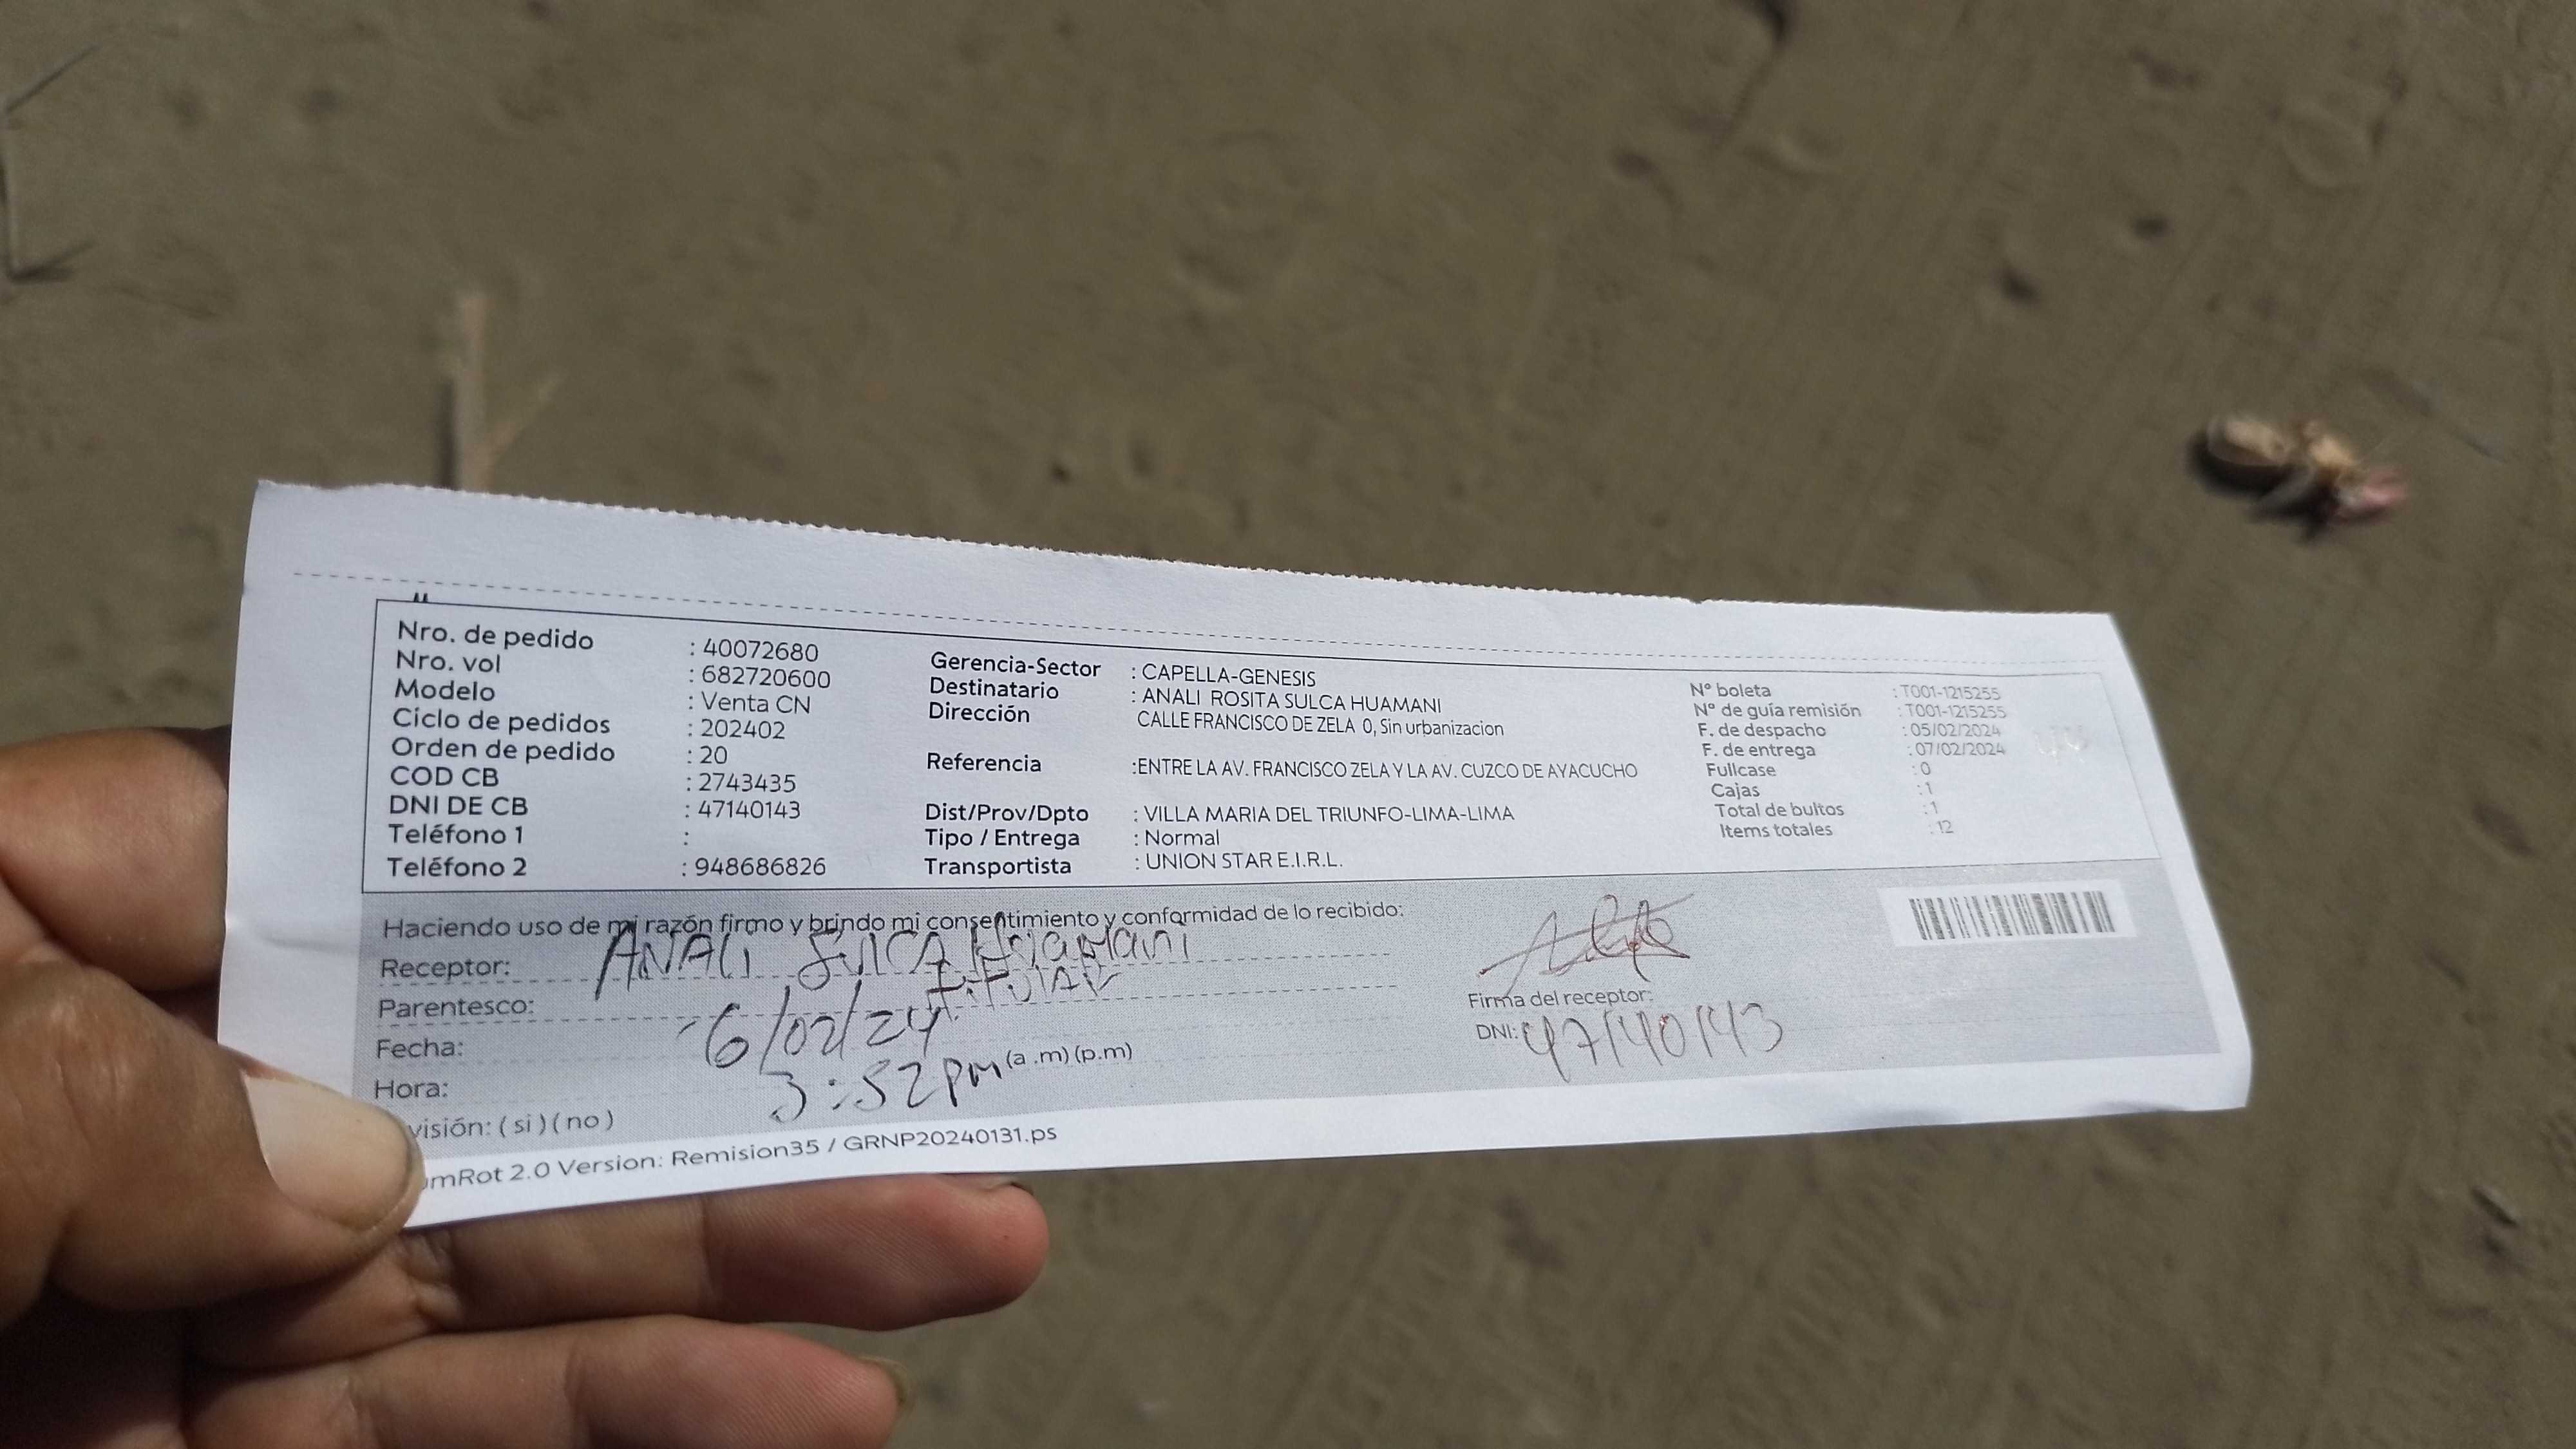 Nro. de pedido : 40072680
Nro. vol : 682720600
Modelo : Venta CN
Ciclo de pedidos : 202402
Orden de pedido : 20
COD CB : 2743435
DNI DE CB : 47140143
Teléfono 1 :
Teléfono 2 : 948686826
Gerencia-Sector : CAPELLA-GENESIS
Destinatario : ANALI ROSITA SULCA HUAMANI
Dirección CALLE FRANCISCO DE ZELA 0, Sin urbanizacion
Referencia :ENTRE LA AV. FRANCISCO ZELA Y LA AV. CUZCO DE AYACUCHO
Dist/Prov/Dpto : VILLA MARIA DEL TRIUNFO-LIMA-LIMA
Tipo / Entrega : Normal
Transportista : UNION STAR E.I.R.L.
N° boleta : T001-1215255
N° de guía remisión : T001-1215255
F. de despacho : 05/02/2024
F. de entrega : 07/02/2024
Fullcase : 0
Cajas : 1
Total de bultos : 1
Items totales : 12
Haciendo uso de mi razón firmo y brindo mi consentimiento y conformidad de lo recibido:
Receptor: ANALi SulCA HuaMani
Parentesco: TiTulAR
Fecha: 6/02/24
Hora: 3:52pm (a .m) (p.m)
visión: ( si ) ( no )
Firma del receptor:
DNI: 47140143
mRot 2.0 Version: Remision35 / GRNP20240131.ps